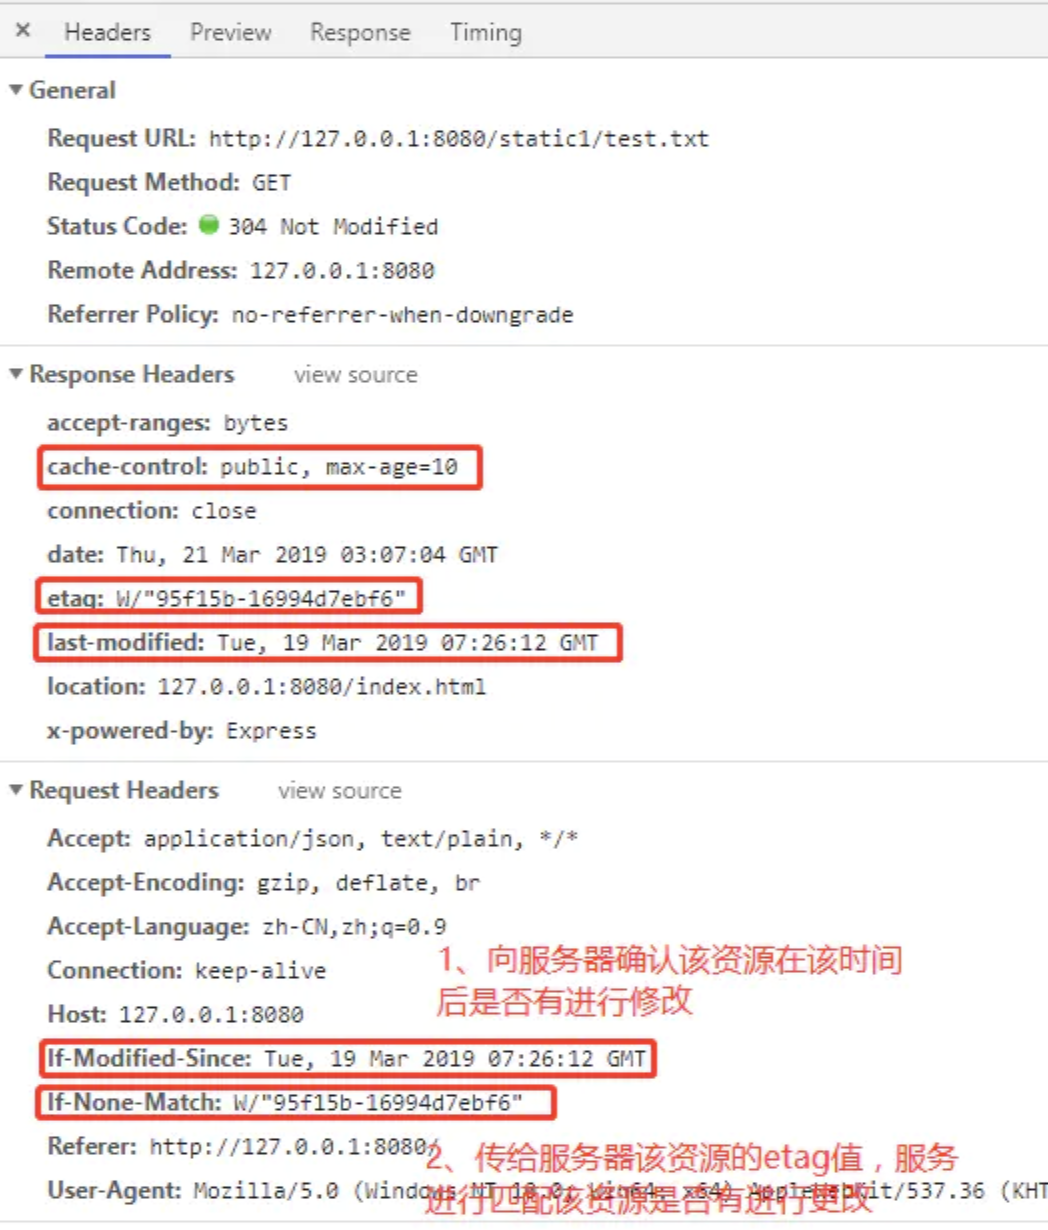 × Headers Preview Response Timing
▼ General
Request URL: http://127.0.0.1:8080/static1/test.txt
Request Method: GET
Status Code: 304 Not Modified
Remote Address: 127.0.0.1:8080
Referrer Policy: no-referrer-when-downgrade
▼ Response Headers view source
accept-ranges: bytes
cache-control: public, max-age=10
connection: close
date: Thu, 21 Mar 2019 03:07:04 GMT
etag: W/"95f15b-16994d7ebf6"
last-modified: Tue, 19 Mar 2019 07:26:12 GMT
location: 127.0.0.1:8080/index.html
x-powered-by: Express
▼ Request Headers view source
Accept: application/json, text/plain, */*
Accept-Encoding: gzip, deflate, br
Accept-Language: zh-CN,zh;q=0.9
Connection: keep-alive
1、向服务器确认该资源在该时间
后是否有进行修改
Host: 127.0.0.1:8080
If-Modified-Since: Tue, 19 Mar 2019 07:26:12 GMT
If-None-Match: W/"95f15b-16994d7ebf6"
Referer: http://127.0.0.1:8080/
2、传给服务器该资源的etag值，服务
User-Agent: Mozilla/5.0 (Windows NT 10.0; Win64; x64) AppleWebKit/537.36 (KHT
进行匹配该资源是否有进行更改